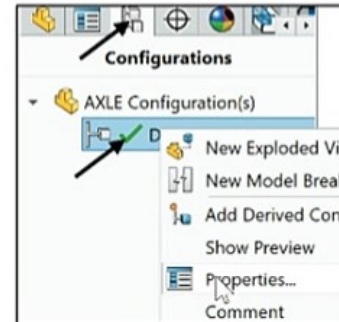 Configurations
AXLE Configuration(s)
D
New Exploded Vi
New Model Brea
Add Derived Con
Show Preview
Properties...
Comment